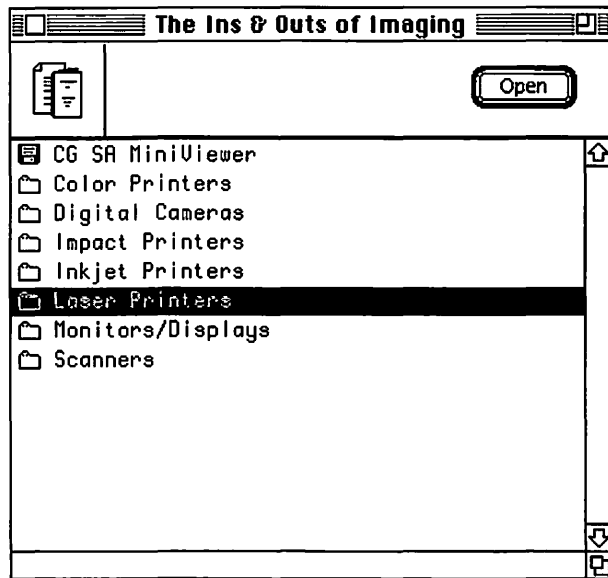 The Ins & Outs of Imaging
Open
CG SA MiniViewer
Color Printers
Digital Cameras
Impact Printers
Inkjet Printers
Laser Printers
Monitors/Displays
Scanners